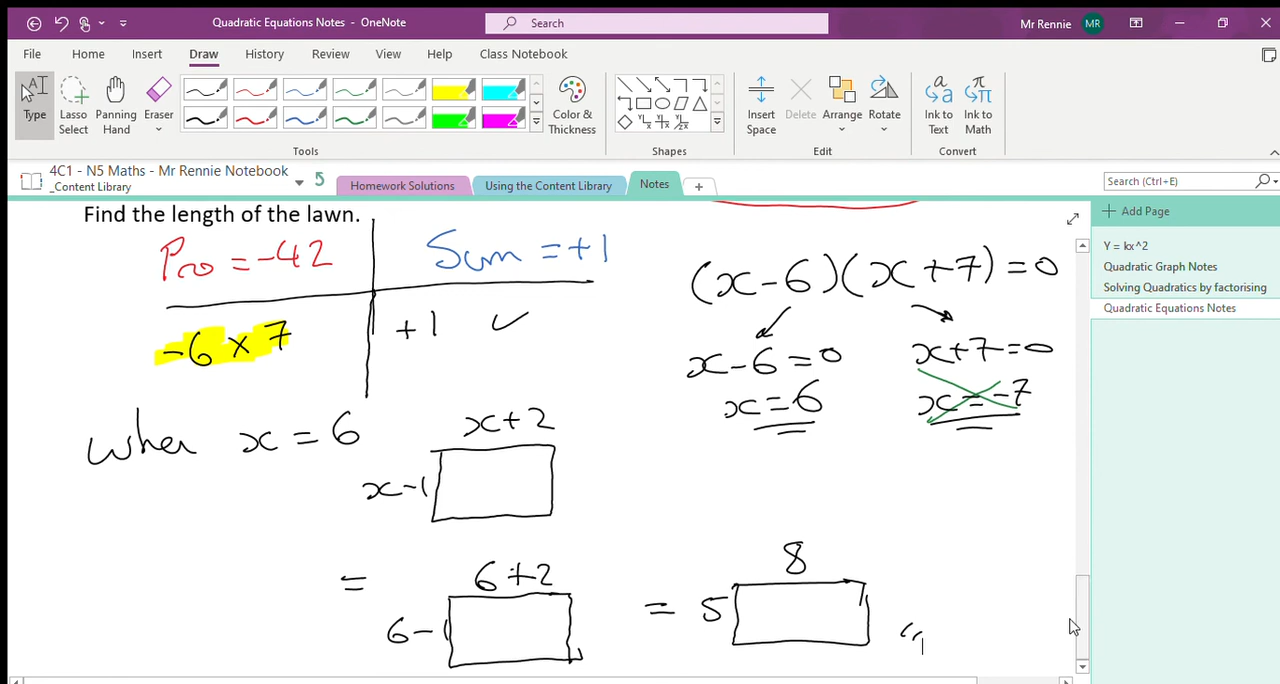 Quadratic Equations Notes - OneNote
Search
Mr Rennie MR
File Home Insert Draw History Review View Help Class Notebook
Type
Lasso Select
Panning Hand
Eraser
Color & Thickness
Insert Space
Delete
Arrange
Rotate
Ink to Text
Ink to Math
Tools Shapes Edit Convert
4C1 - N5 Maths - Mr Rennie Notebook
_Content Library
Homework Solutions Using the Content Library Notes
Search (Ctrl+E)
Add Page
Y = kx^2
Quadratic Graph Notes
Solving Quadratics by factorising
Quadratic Equations Notes
Find the length of the lawn.
Pro = -42 Sum = +1
-6 x 7 +1 ✓
(x-6)(x+7)=0
x-6=0 x+7=0
x=6 x=-7
when x = 6
x+2
x-1
= 6+2
6-1
= 8
5